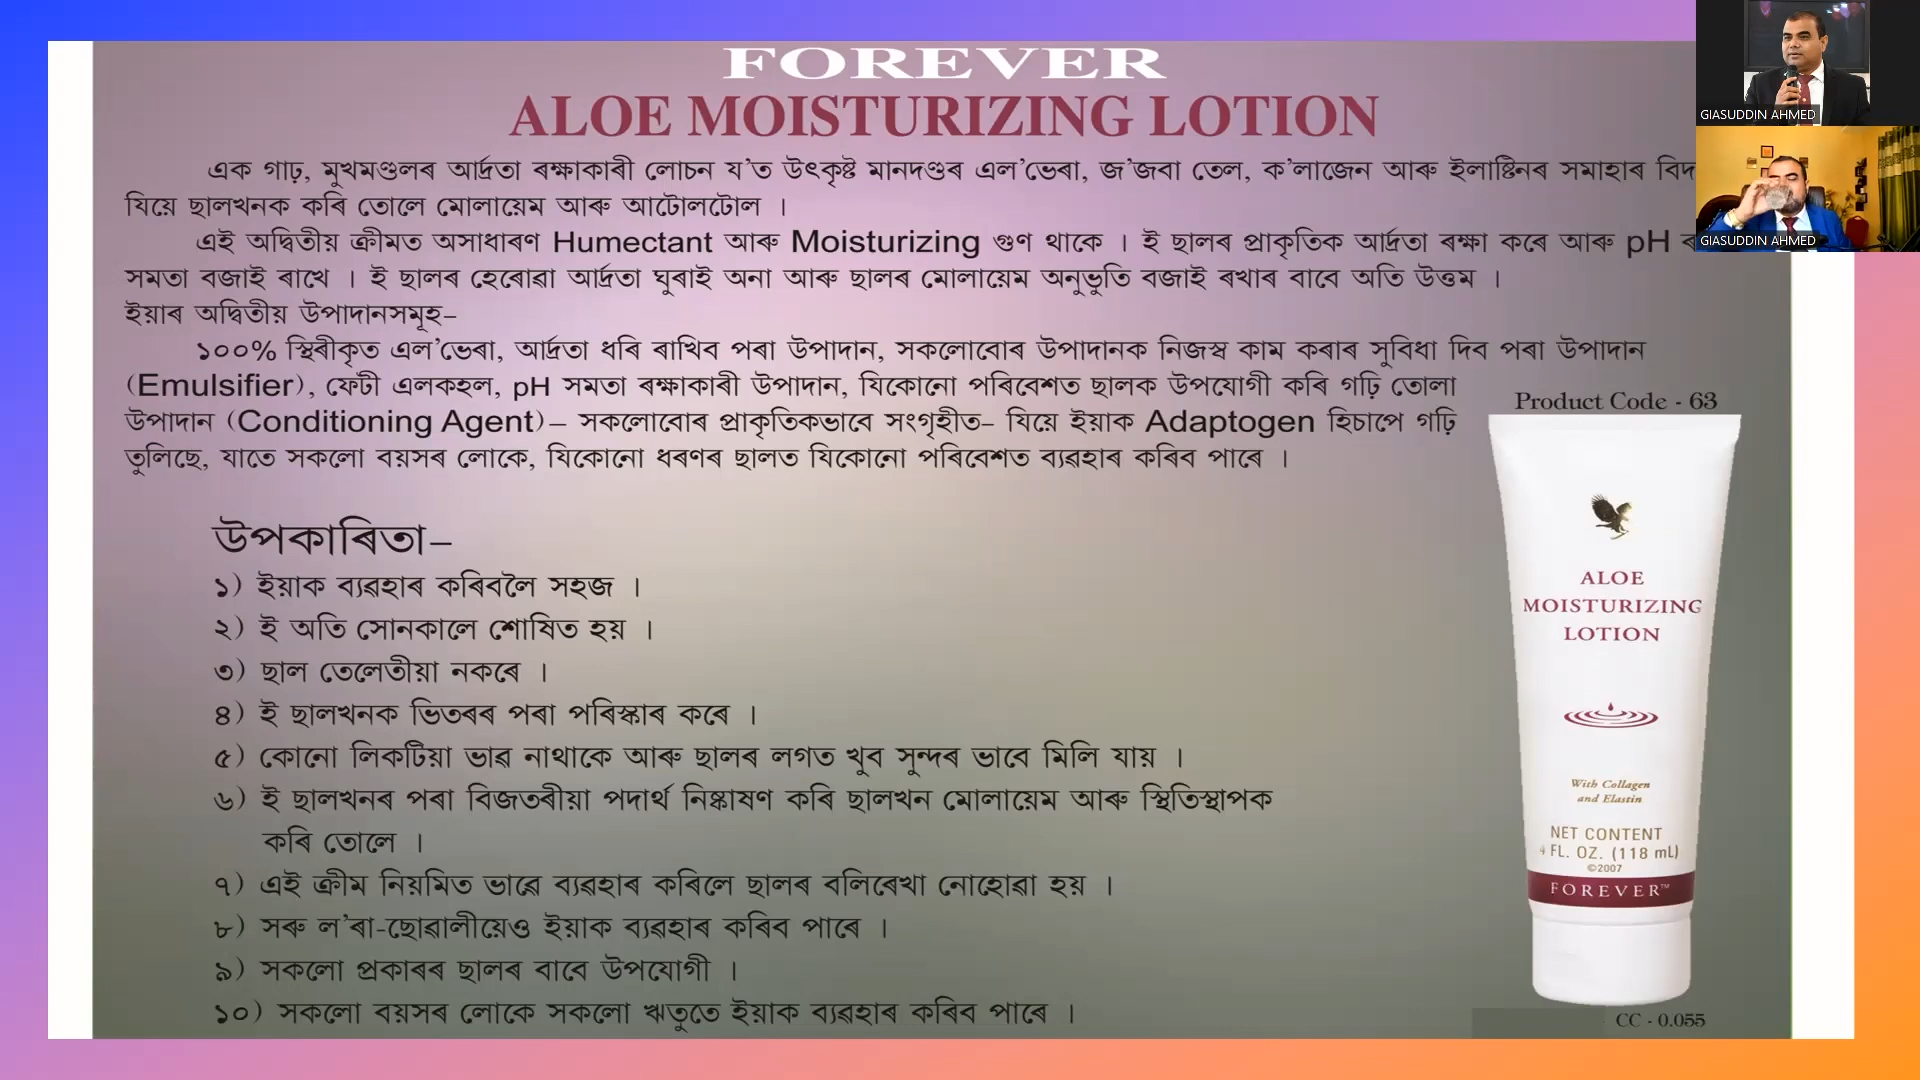 FOREVER
ALOE MOISTURIZING LOTION
এক গাঢ়, মুখমণ্ডলৰ আৰ্দ্ৰতা ৰক্ষাকাৰী লোচন য’ত উৎকৃষ্ট মানদণ্ডৰ এল’ভেৰা, জ’জবা তেল, ক’লাজেন আৰু ইলাষ্টিনৰ সমাহাৰ
যিয়ে ছালখনক কৰি তোলে মোলায়েম আৰু আটোলটোল ।
এই অদ্বিতীয় ক্ৰীমত অসাধাৰণ Humectant আৰু Moisturizing গুণ থাকে । ই ছালৰ প্ৰাকৃতিক আৰ্দ্ৰতা ৰক্ষা কৰে আৰু pH
সমতা বজাই ৰাখে । ই ছালৰ হেৰোৱা আৰ্দ্ৰতা ঘুৰাই অনা আৰু ছালৰ মোলায়েম অনুভুতি বজাই ৰখাৰ বাবে অতি উত্তম ।
ইয়াৰ অদ্বিতীয় উপাদানসমূহ–
১০০% স্থিৰীকৃত এল’ভেৰা, আৰ্দ্ৰতা ধৰি ৰাখিব পৰা উপাদান, সকলোবোৰ উপাদানক নিজস্ব কাম কৰাৰ সুবিধা দিব পৰা উপাদান
(Emulsifier), ফেটী এলকহল, pH সমতা ৰক্ষাকাৰী উপাদান, যিকোনো পৰিবেশত ছালক উপযোগী কৰি গঢ়ি তোলা
উপাদান (Conditioning Agent)– সকলোবোৰ প্ৰাকৃতিকভাবে সংগৃহীত– যিয়ে ইয়াক Adaptogen হিচাপে গঢ়ি
তুলিছে, যাতে সকলো বয়সৰ লোকে, যিকোনো ধৰণৰ ছালত যিকোনো পৰিবেশত ব্যৱহাৰ কৰিব পাৰে ।
উপকাৰিতা–
১) ইয়াক ব্যৱহাৰ কৰিবলৈ সহজ ।
২) ই অতি সোনকালে শোষিত হয় ।
৩) ছাল তেলেতীয়া নকৰে ।
৪) ই ছালখনক ভিতৰৰ পৰা পৰিস্কাৰ কৰে ।
৫) কোনো লিকটিয়া ভাৱ নাথাকে আৰু ছালৰ লগত খুব সুন্দৰ ভাবে মিলি যায় ।
৬) ই ছালখনৰ পৰা বিজতৰীয়া পদাৰ্থ নিষ্কাষণ কৰি ছালখন মোলায়েম আৰু স্থিতিস্থাপক
কৰি তোলে ।
৭) এই ক্ৰীম নিয়মিত ভাৱে ব্যৱহাৰ কৰিলে ছালৰ বলিৰেখা নোহোৱা হয় ।
৮) সৰু ল’ৰা-ছোৱালীয়েও ইয়াক ব্যৱহাৰ কৰিব পাৰে ।
৯) সকলো প্ৰকাৰৰ ছালৰ বাবে উপযোগী ।
১০) সকলো বয়সৰ লোকে সকলো ঋতুতে ইয়াক ব্যৱহাৰ কৰিব পাৰে ।
Product Code - 63
ALOE
MOISTURIZING
LOTION
With Collagen
and Elastin
NET CONTENT
4 FL. OZ. (118 mL)
©2007
FOREVER™
CC - 0.055
GIASUDDIN AHMED
GIASUDDIN AHMED